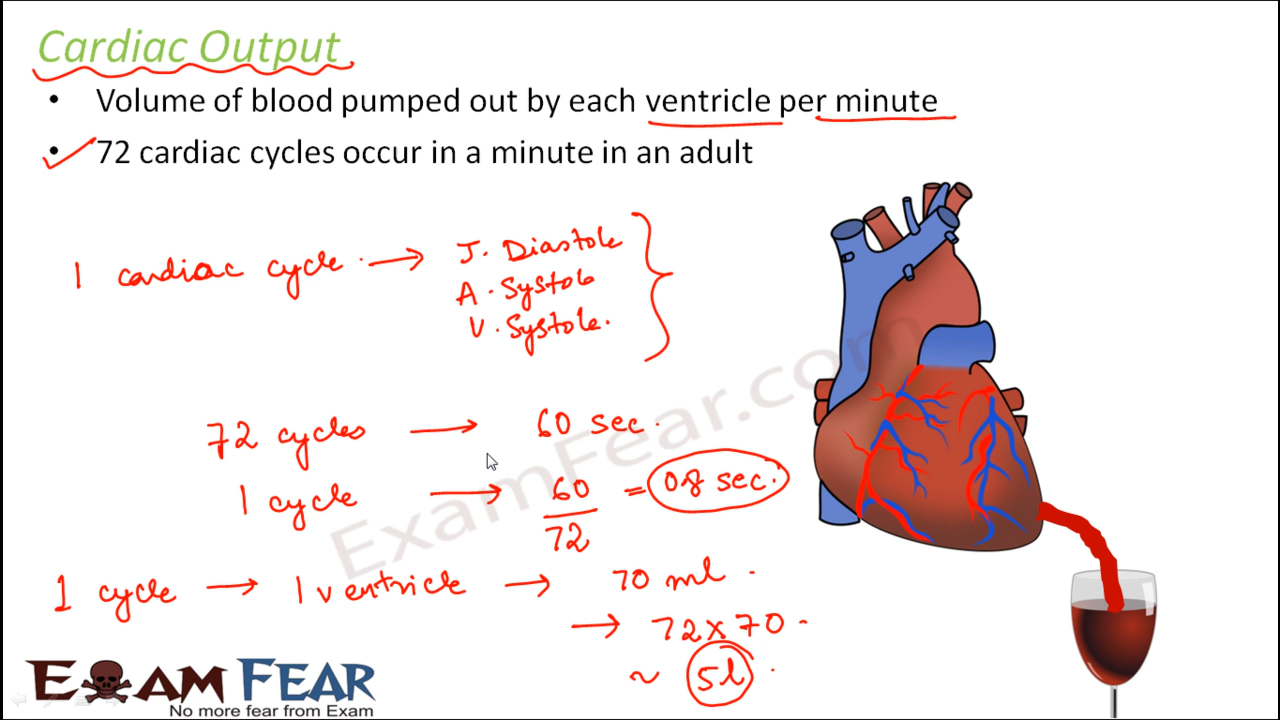 Cardiac Output
• Volume of blood pumped out by each ventricle per minute
• 72 cardiac cycles occur in a minute in an adult
1 cardiac cycle. → J. Diastole
A. Systole
V. Systole.
72 cycles → 60 sec.
1 cycle → 60/72 = 0.8 sec.
1 cycle → 1 ventricle → 70 ml.
→ 72 x 70.
~ 5l.
ExamFear.com
EXAM FEAR
No more fear from Exam